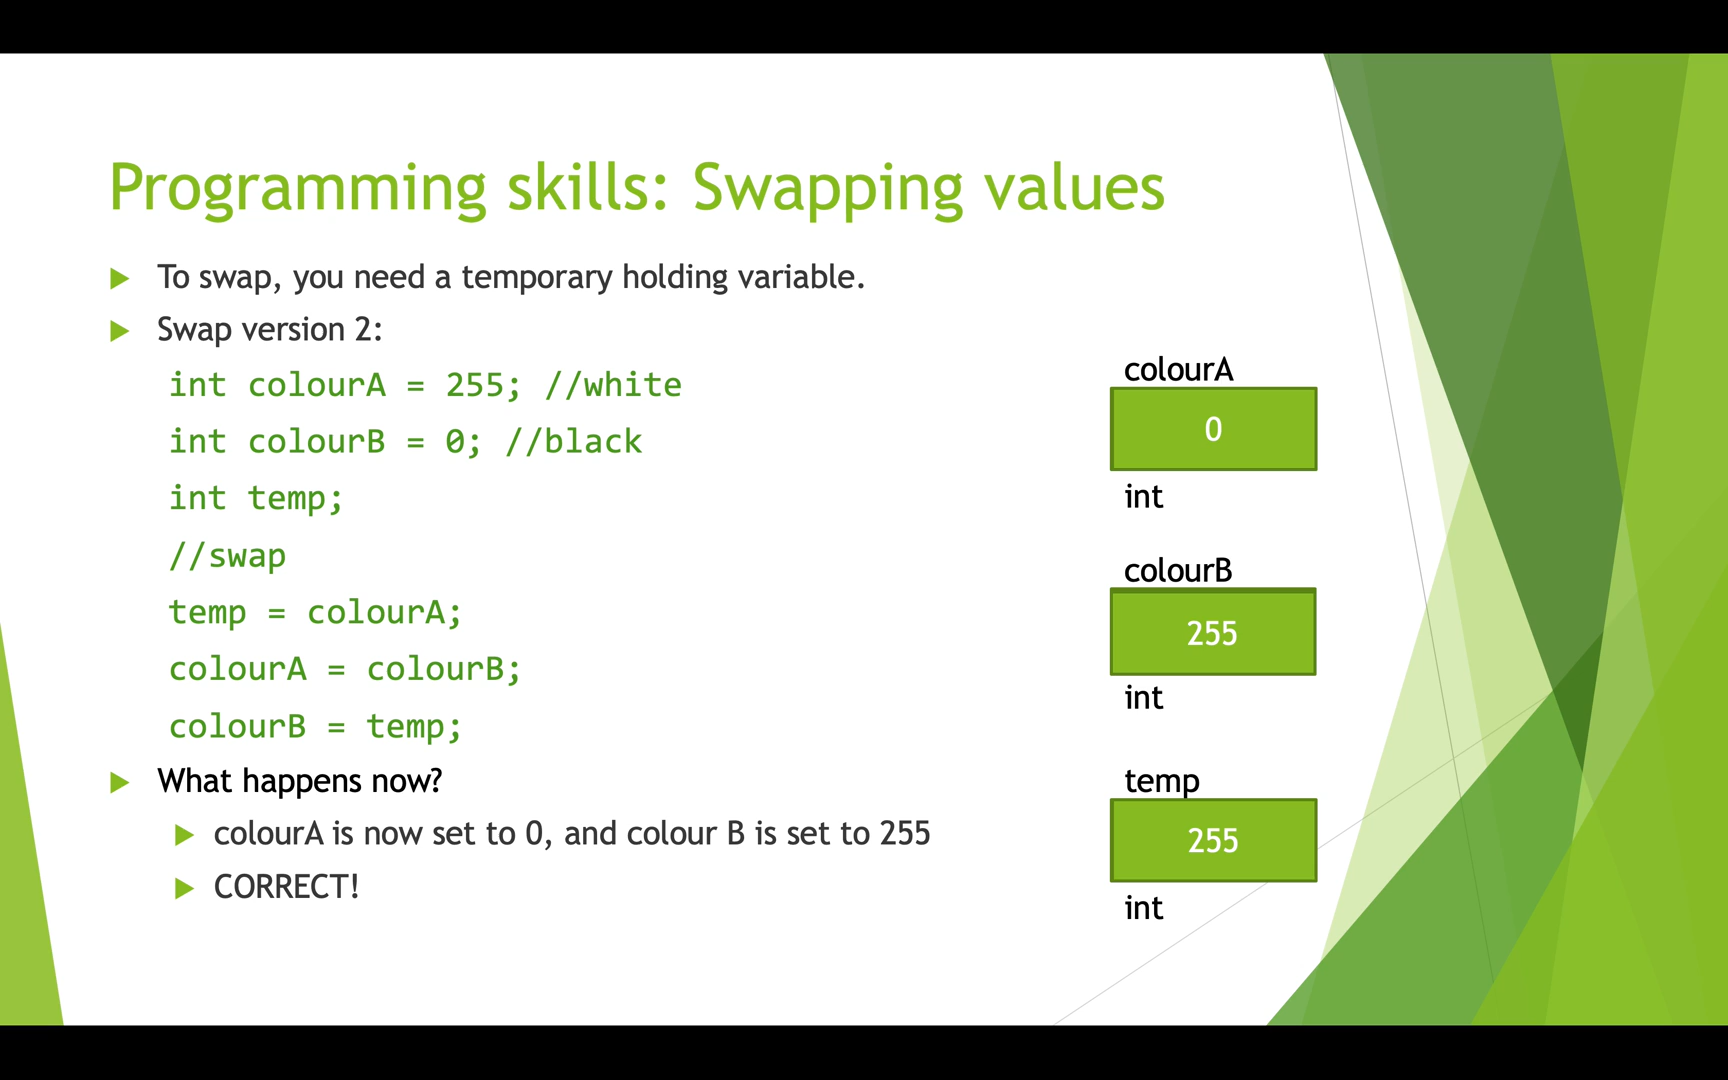 Programming skills: Swapping values
To swap, you need a temporary holding variable.
Swap version 2:
int colourA = 255; //white
int colourB = 0; //black
int temp;
//swap
temp = colourA;
colourA = colourB;
colourB = temp;
What happens now?
colourA is now set to 0, and colour B is set to 255
CORRECT!
colourA
0
int
colourB
255
int
temp
255
int